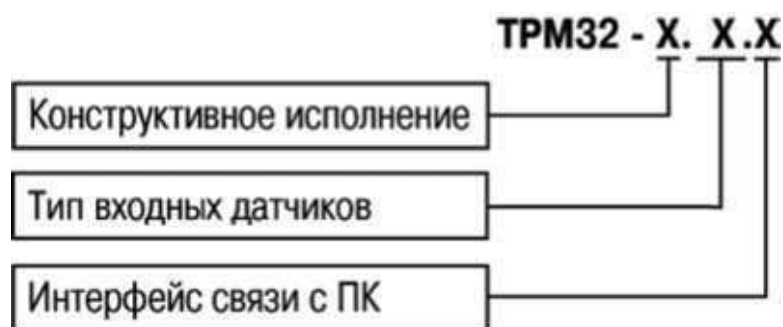 ТРМ32 - Х. Х.Х
Конструктивное исполнение
Тип входных датчиков
Интерфейс связи с ПК